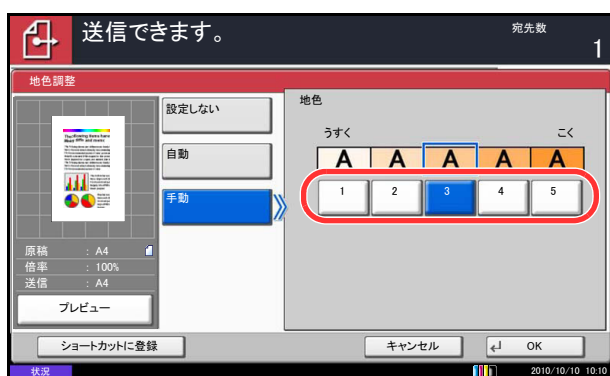 送信できます。
宛先数
1
地色調整
設定しない
自動
手動
地色
うすく
こく
A A A A A
1 2 3 4 5
原稿 : A4
倍率 : 100%
送信 : A4
プレビュー
ショートカットに登録
キャンセル
OK
状況
2010/10/10 10:10